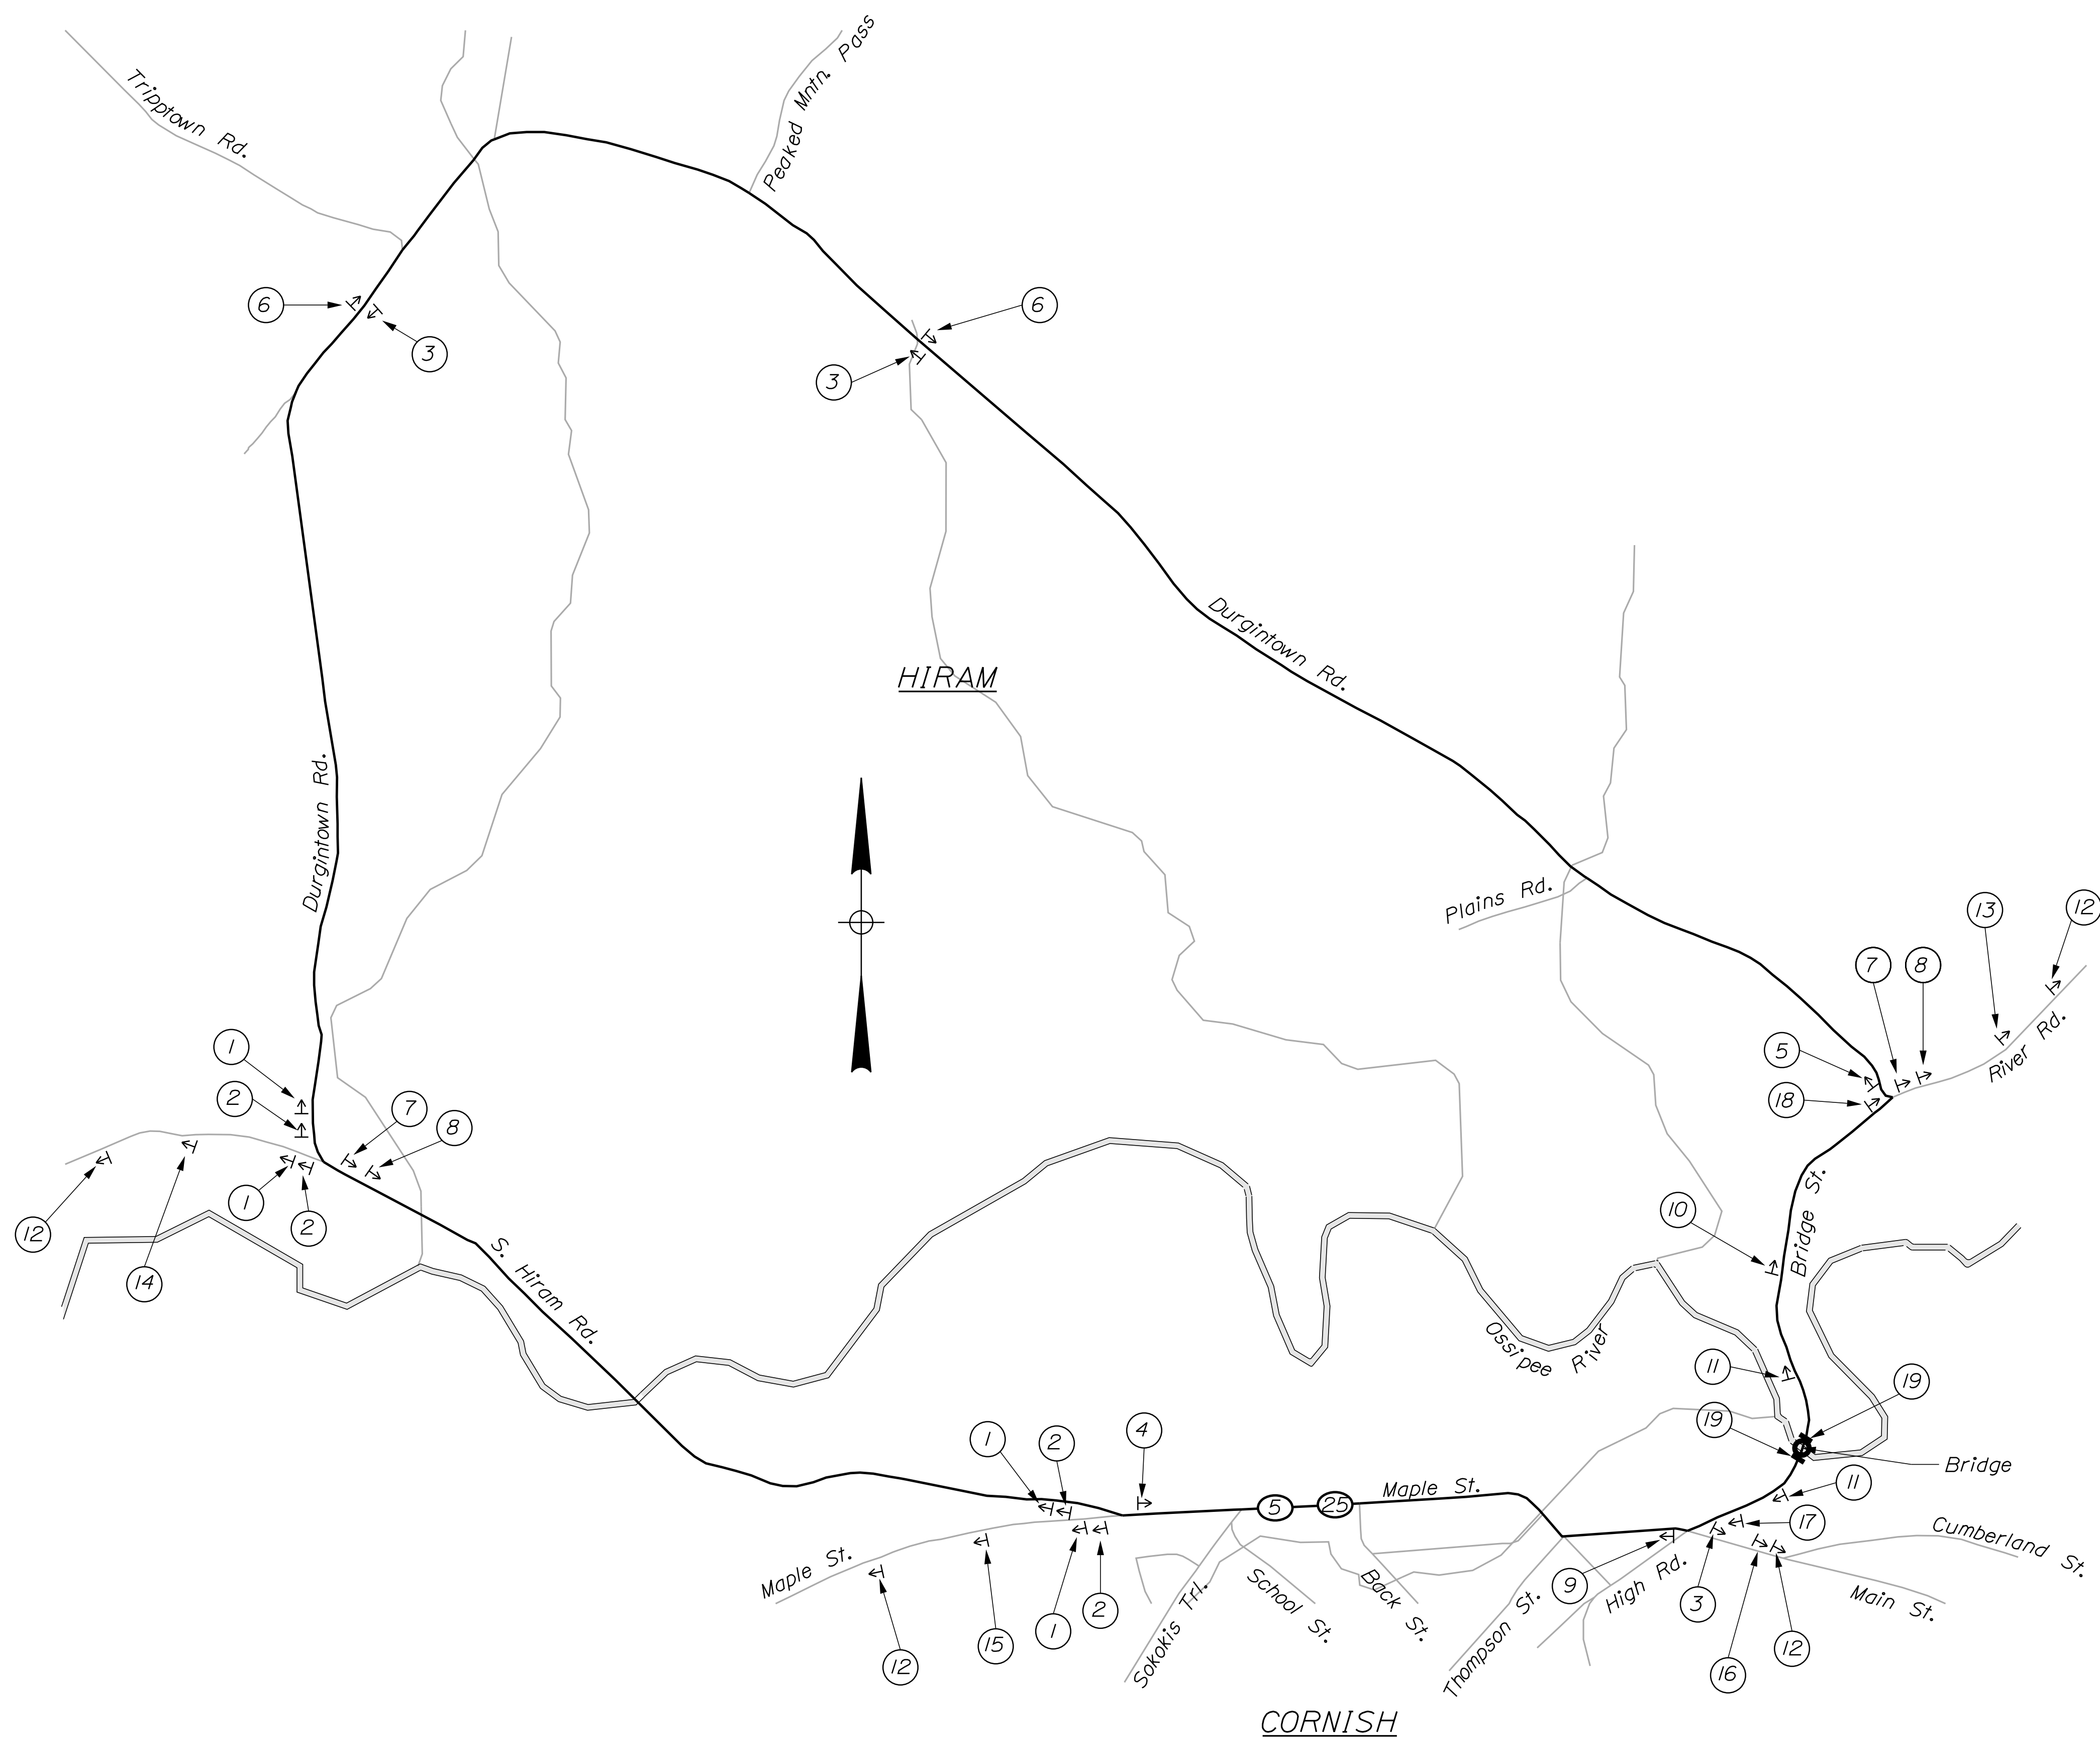 Tripptown Rd.
Peaked Mntn. Pass
6
3
6
3
Durgintown Rd.
HIRAM
Durgintown Rd.
Plains Rd.
13
12
7
8
5
18
River Rd.
1
2
7
8
1
2
12
14
S. Hiram Rd.
10
Bridge St.
Ossipee River
11
19
19
Bridge
11
1
2
4
5
25
Maple St.
17
Cumberland St.
Maple St.
12
15
1
2
Sokokis Trl.
School St.
Back St.
Thompson St.
High Rd.
9
3
16
12
Main St.
CORNISH